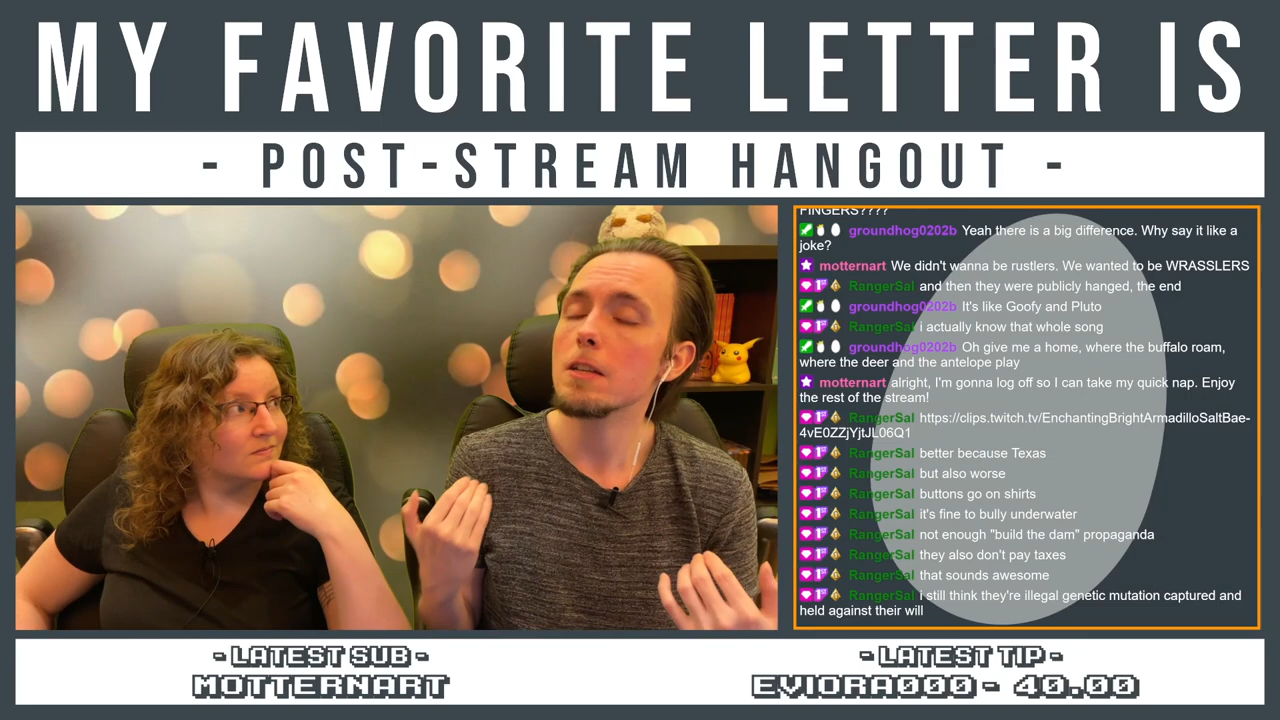 MY FAVORITE LETTER IS
- POST-STREAM HANGOUT -
FINGERS????
groundhog0202b Yeah there is a big difference. Why say it like a
joke?
motternart We didn't wanna be rustlers. We wanted to be WRASSLERS
RangerSal and then they were publicly hanged, the end
groundhog0202b It's like Goofy and Pluto
RangerSal i actually know that whole song
groundhog0202b Oh give me a home, where the buffalo roam,
where the deer and the antelope play
motternart alright, I'm gonna log off so I can take my quick nap. Enjoy
the rest of the stream!
RangerSal https://clips.twitch.tv/EnchantingBrightArmadilloSaltBae-
4vE0ZZjYjtJL06Q1
RangerSal better because Texas
RangerSal but also worse
RangerSal buttons go on shirts
RangerSal it's fine to bully underwater
RangerSal not enough "build the dam" propaganda
RangerSal they also don't pay taxes
RangerSal that sounds awesome
RangerSal i still think they're illegal genetic mutation captured and
held against their will
- LATEST SUB -
MOTTERNART
- LATEST TIP -
EVIORA000 - 40.00